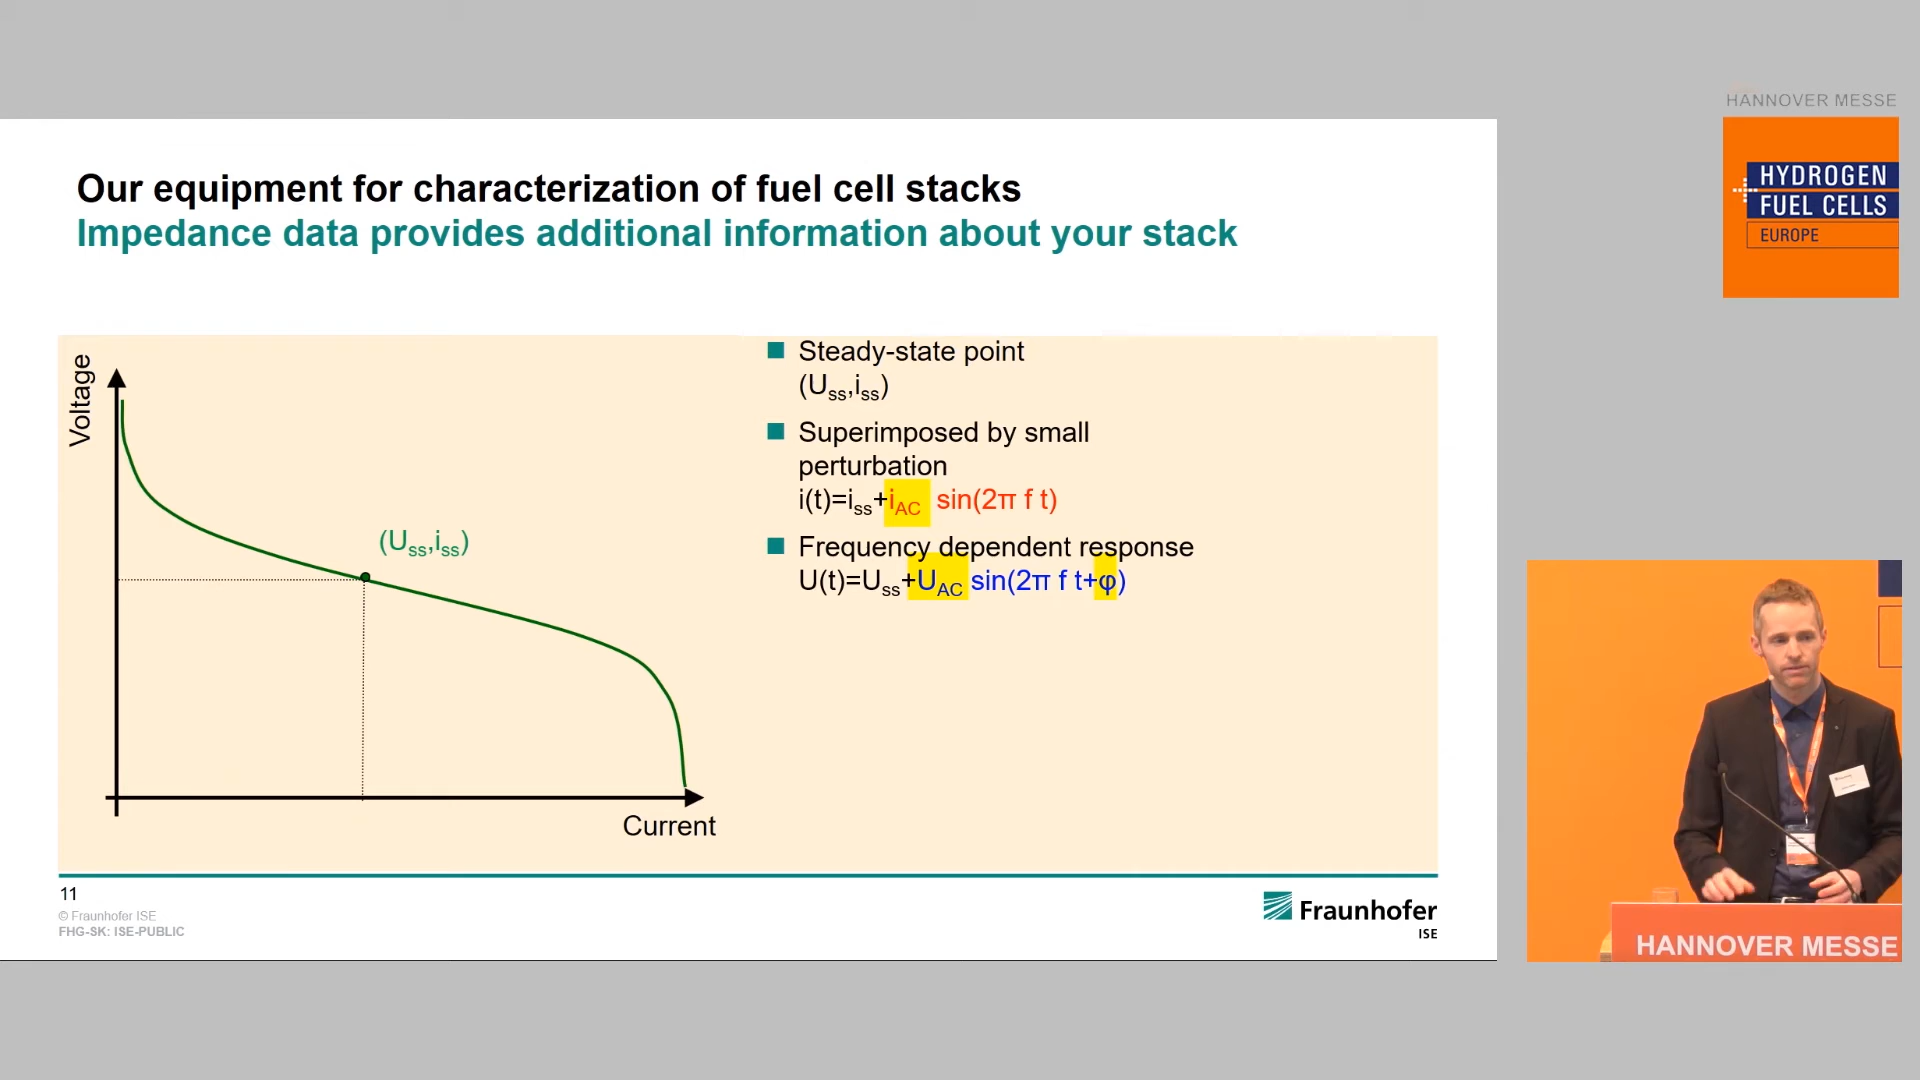 HANNOVER MESSE
HYDROGEN
FUEL CELLS
EUROPE
Our equipment for characterization of fuel cell stacks
Impedance data provides additional information about your stack
Voltage
(Uss,iss)
Current
Steady-state point
(Uss,iss)
Superimposed by small
perturbation
i(t)=iss+iAC sin(2π f t)
Frequency dependent response
U(t)=Uss+UAC sin(2π f t+φ)
11
© Fraunhofer ISE
FHG-SK: ISE-PUBLIC
Fraunhofer
ISE
HANNOVER MESSE